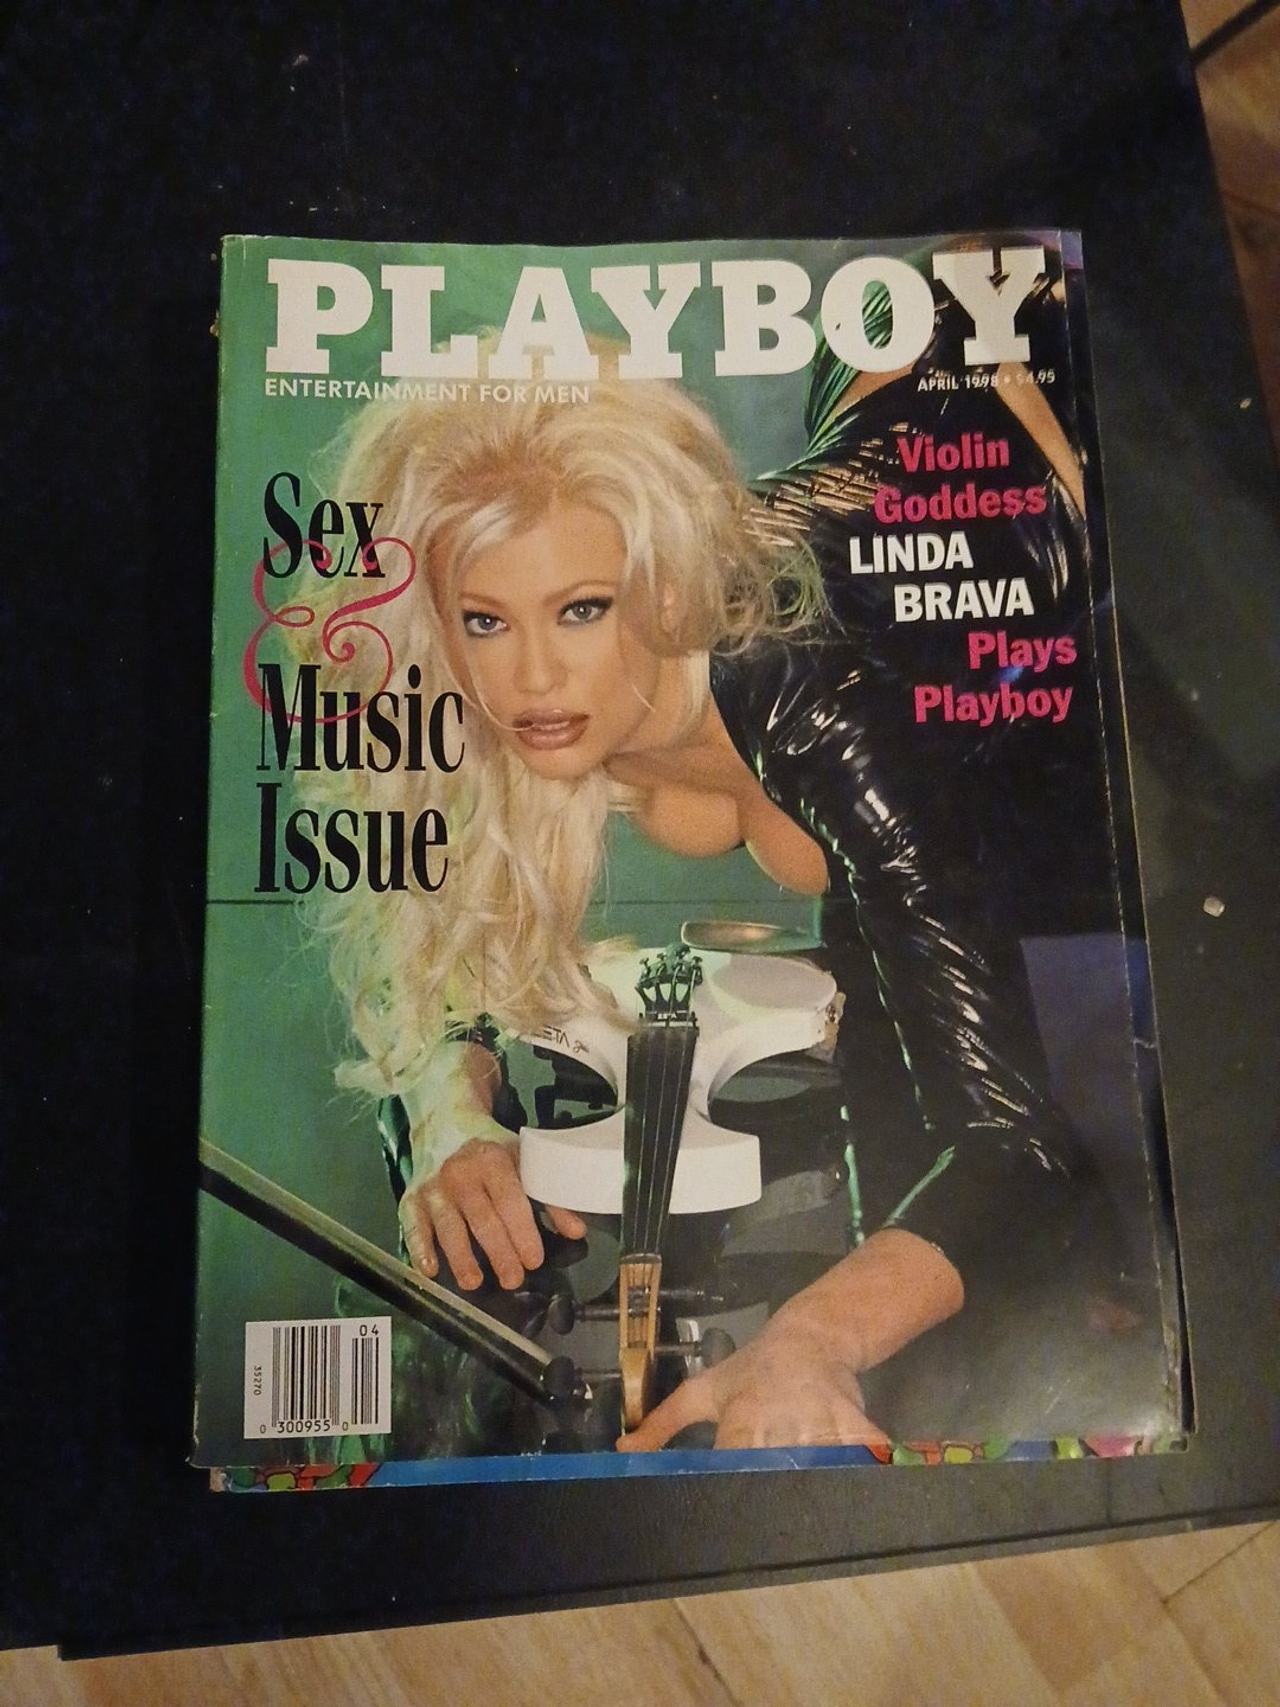 PLAYBOY
ENTERTAINMENT FOR MEN
APRIL 1998 • $4.95
Sex
&
Music
Issue
Violin
Goddess
LINDA
BRAVA
Plays
Playboy
ZETA
04
35270
0 300955 0